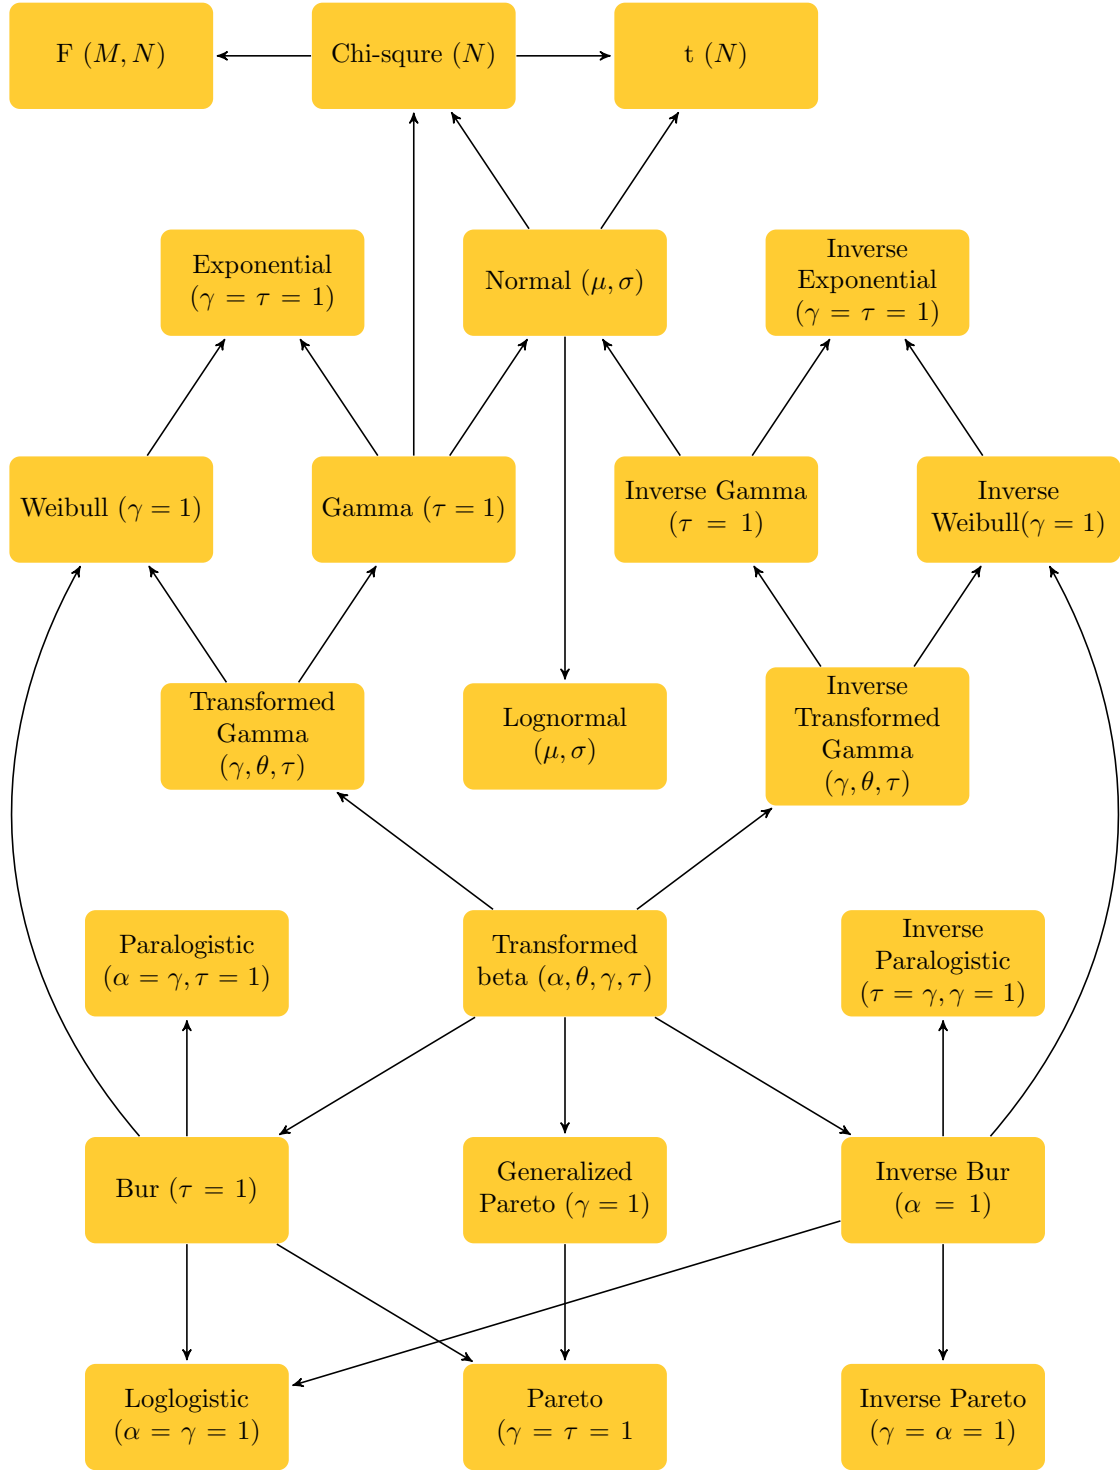 F (M, N)
Chi-squre (N)
t (N)
Exponential
(γ = τ = 1)
Normal (μ, σ)
Inverse
Exponential
(γ = τ = 1)
Weibull (γ = 1)
Gamma (τ = 1)
Inverse Gamma
(τ = 1)
Inverse
Weibull(γ = 1)
Transformed
Gamma
(γ, θ, τ)
Lognormal
(μ, σ)
Inverse
Transformed
Gamma
(γ, θ, τ)
Paralogistic
(α = γ, τ = 1)
Transformed
beta (α, θ, γ, τ)
Inverse
Paralogistic
(τ = γ, γ = 1)
Bur (τ = 1)
Generalized
Pareto (γ = 1)
Inverse Bur
(α = 1)
Loglogistic
(α = γ = 1)
Pareto
(γ = τ = 1
Inverse Pareto
(γ = α = 1)